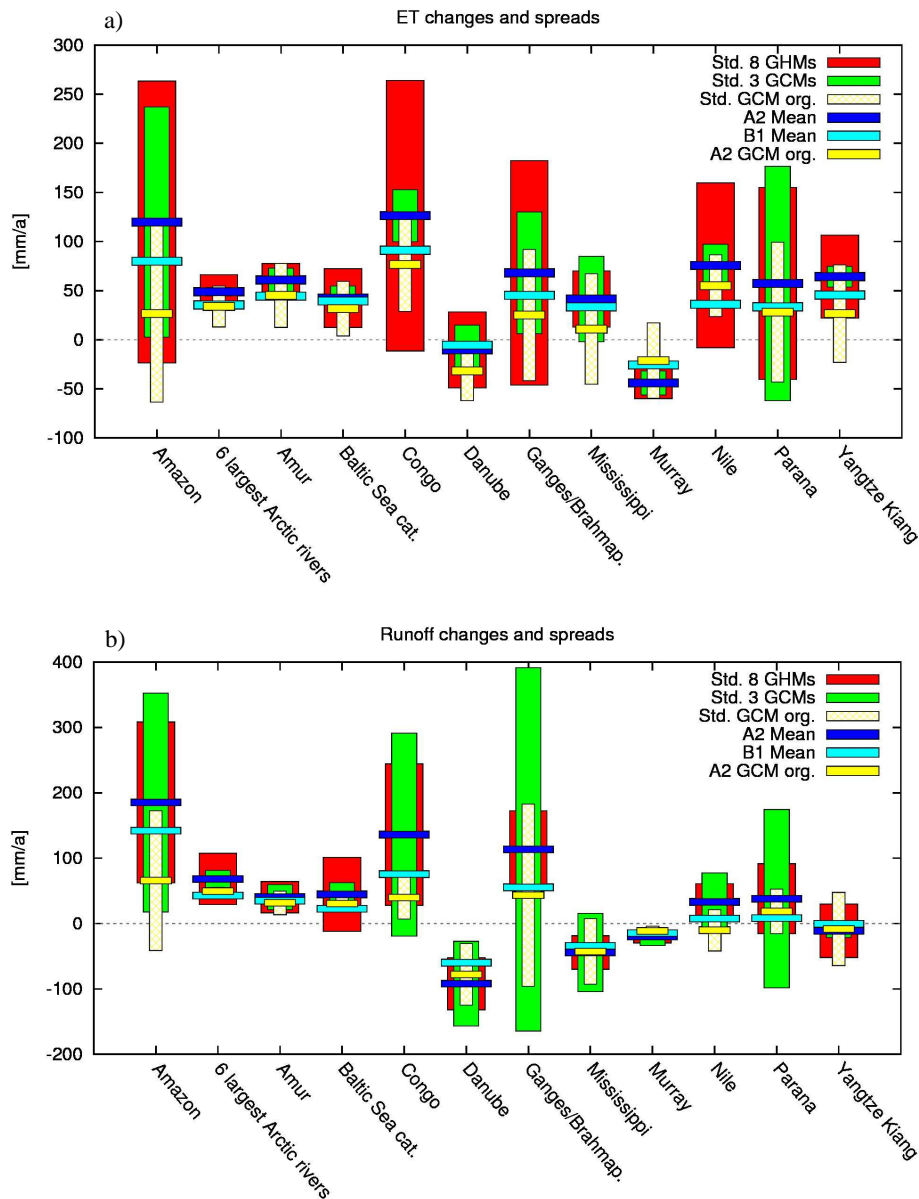 a)
ET changes and spreads
300
250
200
150
100
50
0
-50
-100
[mm/a]
Std. 8 GHMs
Std. 3 GCMs
Std. GCM org.
A2 Mean
B1 Mean
A2 GCM org.
Amazon
6 largest Arctic rivers
Amur
Baltic Sea cat.
Congo
Danube
Ganges/Brahmap.
Mississippi
Murray
Nile
Parana
Yangtze Kiang
b)
Runoff changes and spreads
400
300
200
100
0
-100
-200
[mm/a]
Std. 8 GHMs
Std. 3 GCMs
Std. GCM org.
A2 Mean
B1 Mean
A2 GCM org.
Amazon
6 largest Arctic rivers
Amur
Baltic Sea cat.
Congo
Danube
Ganges/Brahmap.
Mississippi
Murray
Nile
Parana
Yangtze Kiang